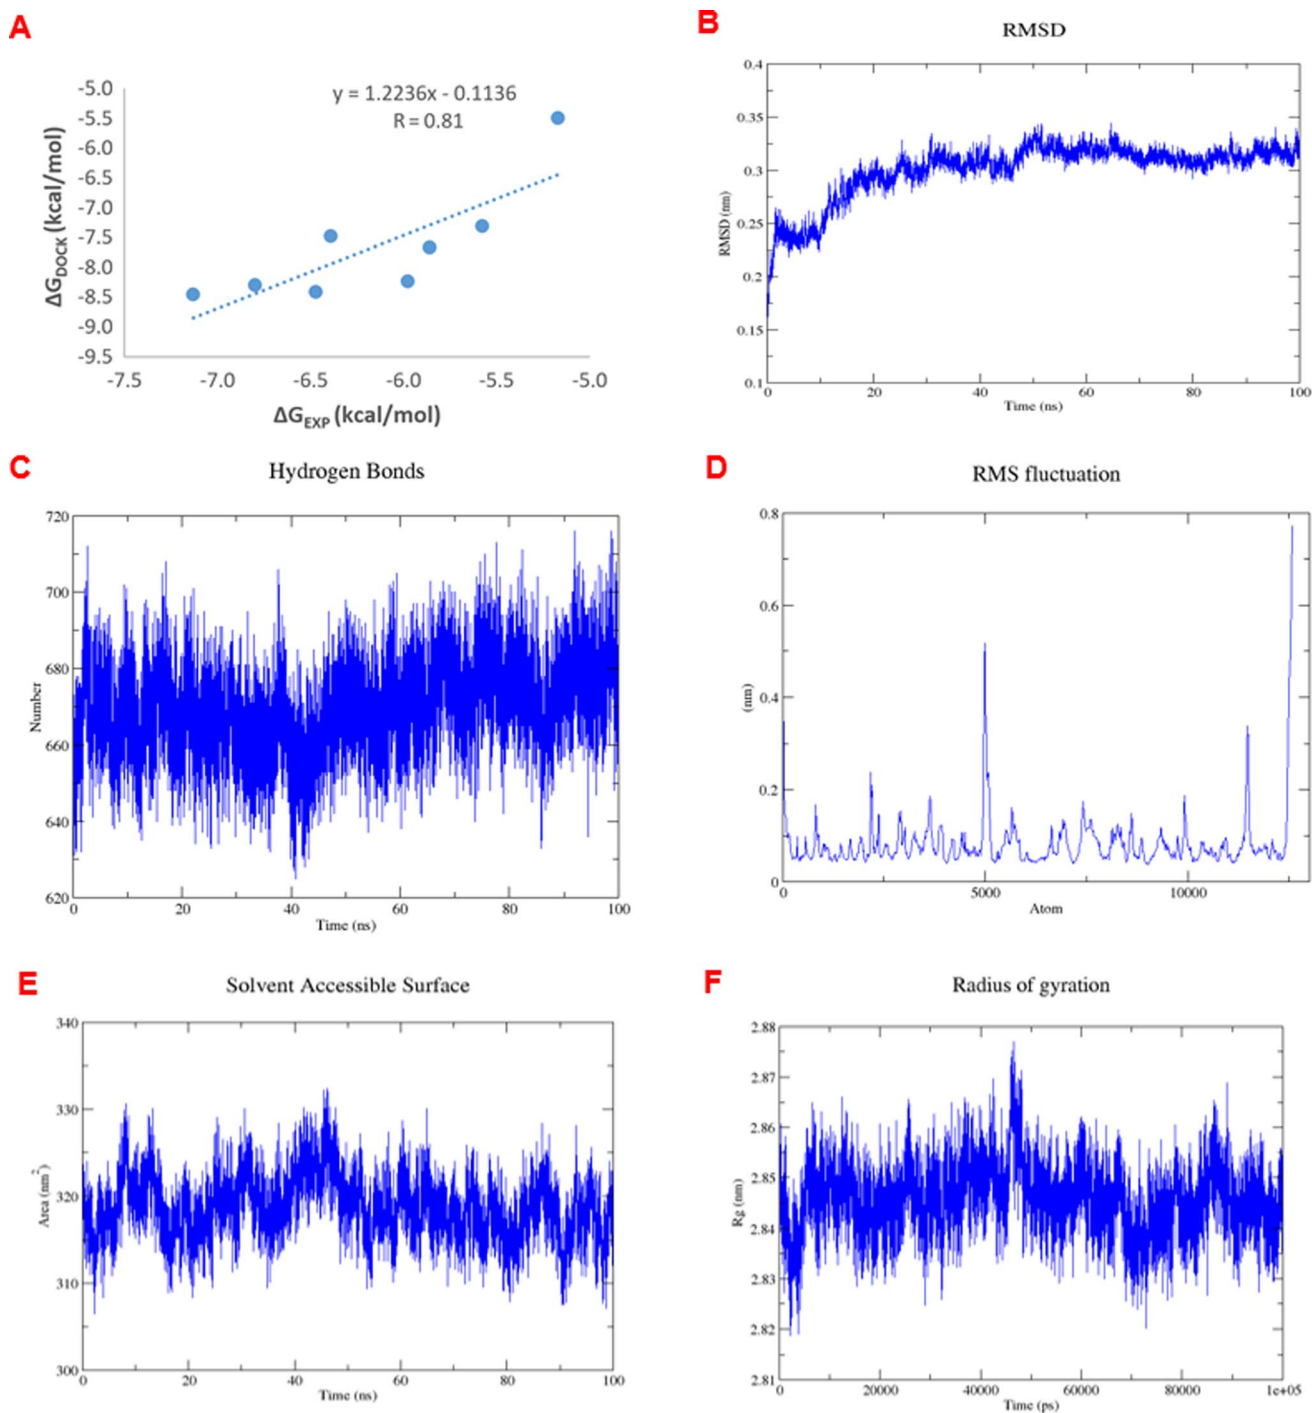 A
y = 1.2236x - 0.1136
R = 0.81
-5.0
-5.5
-6.0
-6.5
-7.0
-7.5
-8.0
-8.5
-9.0
-9.5
ΔGDOCK (kcal/mol)
-7.5 -7.0 -6.5 -6.0 -5.5 -5.0
ΔGEXP (kcal/mol)
B
RMSD
0.4
0.35
0.3
0.25
0.2
0.15
0.1
RMSD (nm)
0 20 40 60 80 100
Time (ns)
C
Hydrogen Bonds
720
700
680
660
640
620
Number
0 20 40 60 80 100
Time (ns)
D
RMS fluctuation
0.8
0.6
0.4
0.2
0
(nm)
0 5000 10000
Atom
E
Solvent Accessible Surface
340
330
320
310
300
Area (nm²)
0 20 40 60 80 100
Time (ns)
F
Radius of gyration
2.88
2.87
2.86
2.85
2.84
2.83
2.82
2.81
Rg (nm)
0 20000 40000 60000 80000 1e+05
Time (ps)